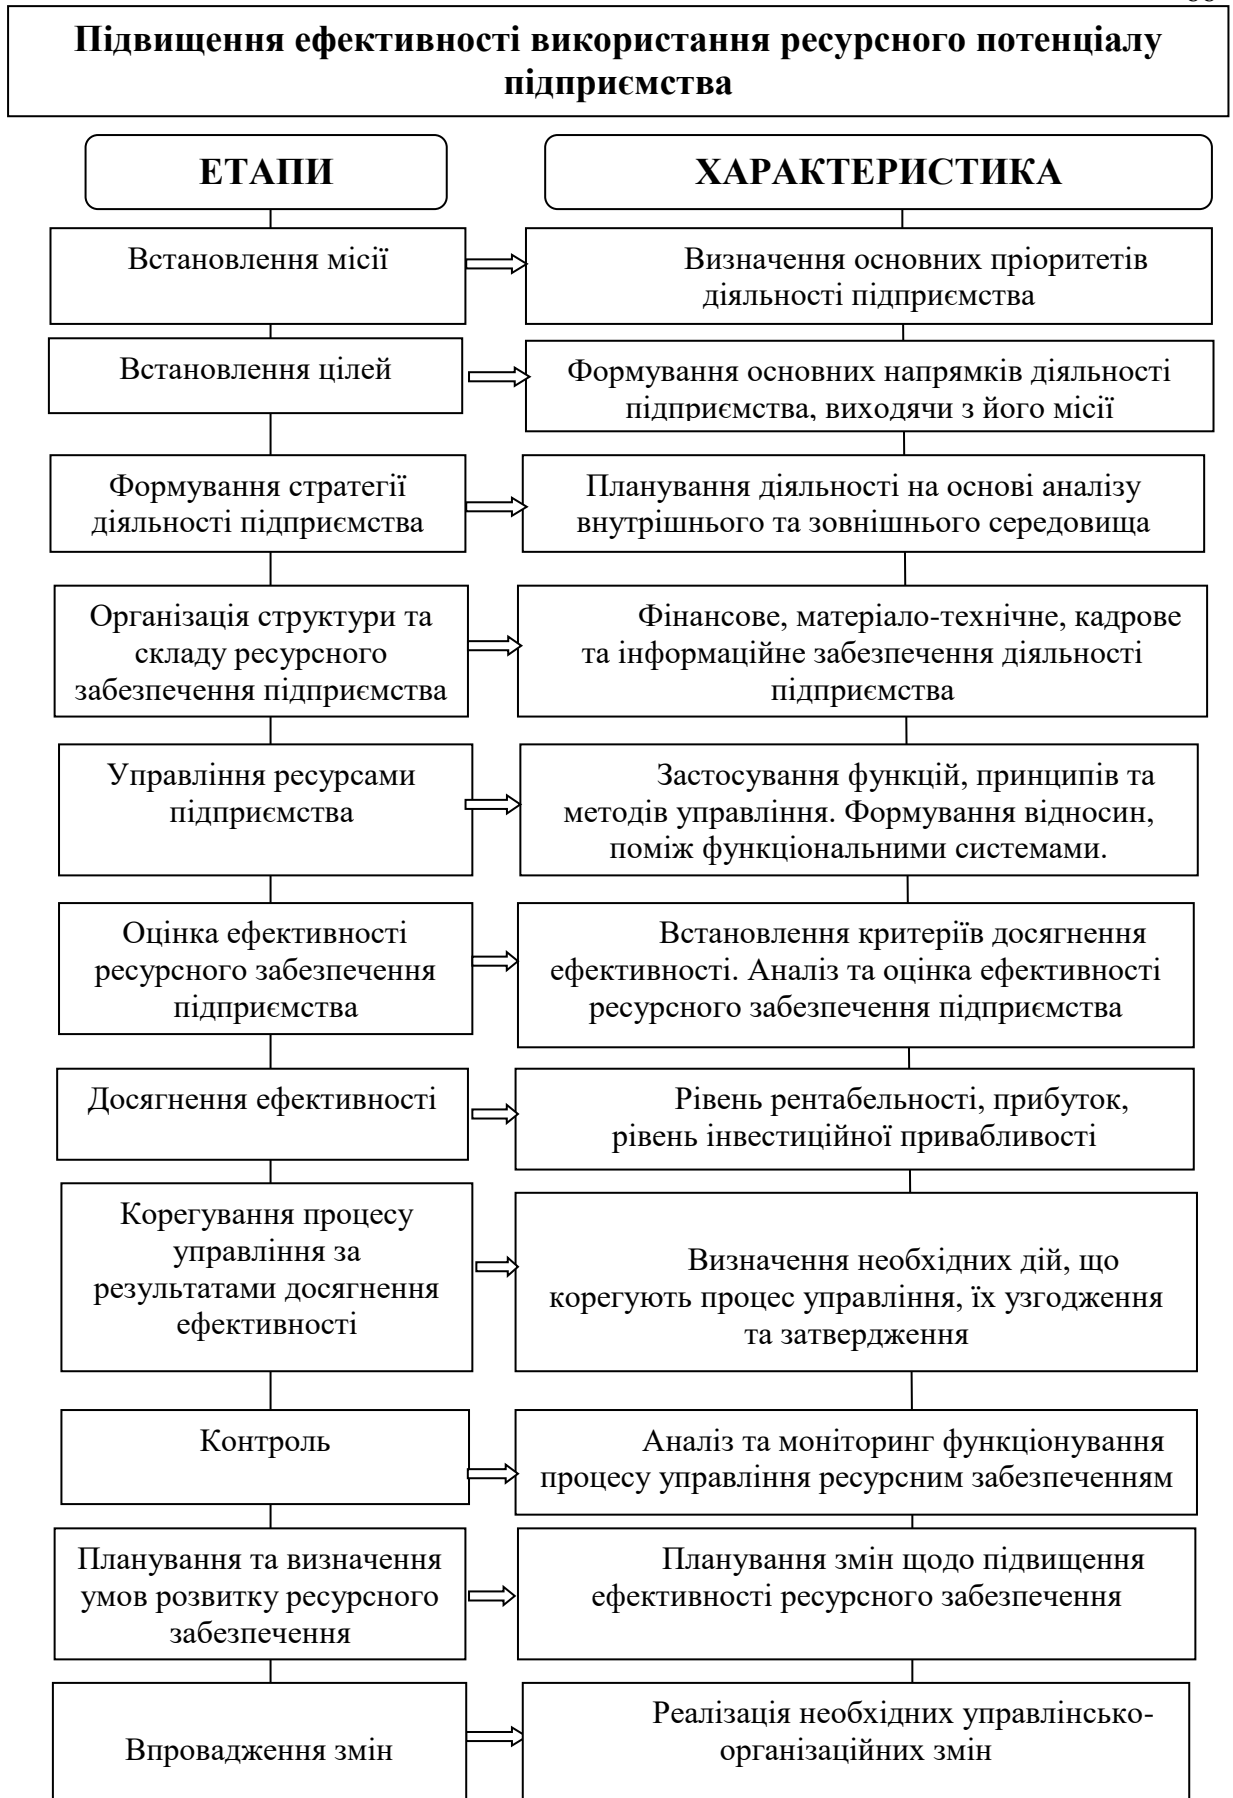 Підвищення ефективності використання ресурсного потенціалу
підприємства
ЕТАПИ
ХАРАКТЕРИСТИКА
Встановлення місії
Визначення основних пріоритетів
діяльності підприємства
Встановлення цілей
Формування основних напрямків діяльності
підприємства, виходячи з його місії
Формування стратегії
діяльності підприємства
Планування діяльності на основі аналізу
внутрішнього та зовнішнього середовища
Організація структури та
складу ресурсного
забезпечення підприємства
Фінансове, матеріало-технічне, кадрове
та інформаційне забезпечення діяльності
підприємства
Управління ресурсами
підприємства
Застосування функцій, принципів та
методів управління. Формування відносин,
поміж функціональними системами.
Оцінка ефективності
ресурсного забезпечення
підприємства
Встановлення критеріїв досягнення
ефективності. Аналіз та оцінка ефективності
ресурсного забезпечення підприємства
Досягнення ефективності
Рівень рентабельності, прибуток,
рівень інвестиційної привабливості
Корегування процесу
управління за
результатами досягнення
ефективності
Визначення необхідних дій, що
корегують процес управління, їх узгодження
та затвердження
Контроль
Аналіз та моніторинг функціонування
процесу управління ресурсним забезпеченням
Планування та визначення
умов розвитку ресурсного
забезпечення
Планування змін щодо підвищення
ефективності ресурсного забезпечення
Впровадження змін
Реалізація необхідних управлінсько-
організаційних змін